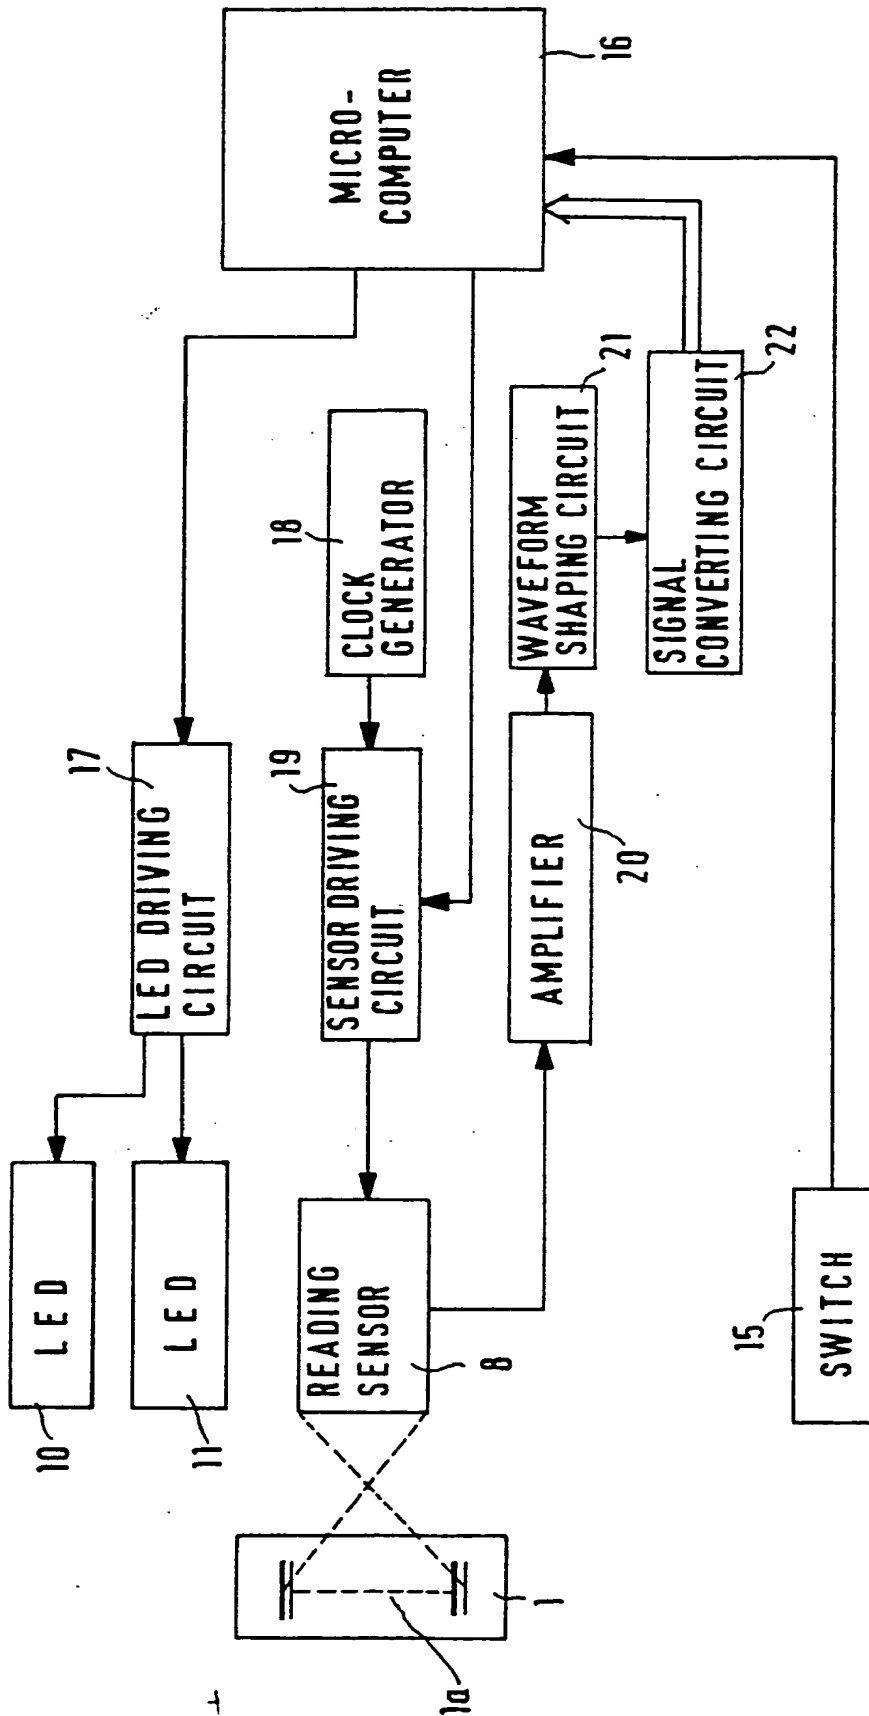 10
LED
11
LED
17
LED DRIVING
CIRCUIT
MICRO-
COMPUTER
16
1
1a
READING
SENSOR
8
19
SENSOR DRIVING
CIRCUIT
18
CLOCK
GENERATOR
AMPLIFIER
20
WAVEFORM
SHAPING CIRCUIT
21
SIGNAL
CONVERTING CIRCUIT
22
15
SWITCH